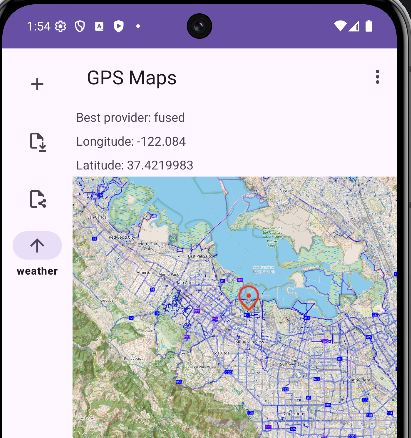 1:54
GPS Maps
Best provider: fused
Longitude: -122.084
Latitude: 37.4219983
weather